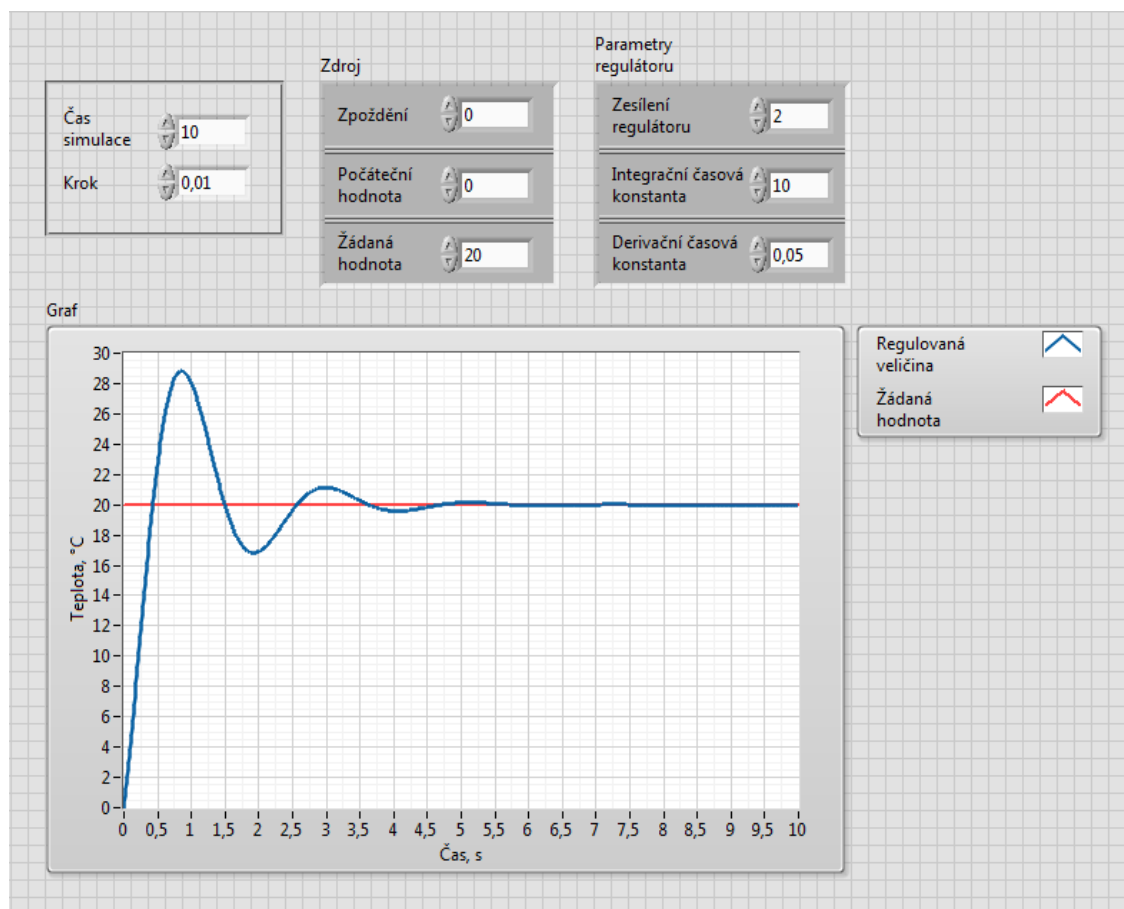 Čas
simulace
10
Krok
0,01
Zdroj
Zpoždění
0
Počáteční
hodnota
0
Žádaná
hodnota
20
Parametry
regulátoru
Zesílení
regulátoru
2
Integrační časová
konstanta
10
Derivační časová
konstanta
0,05
Graf
30
28
26
24
22
20
18
16
14
12
10
8
6
4
2
0
Teplota, °C
0 0,5 1 1,5 2 2,5 3 3,5 4 4,5 5 5,5 6 6,5 7 7,5 8 8,5 9 9,5 10
Čas, s
Regulovaná
veličina
Žádaná
hodnota